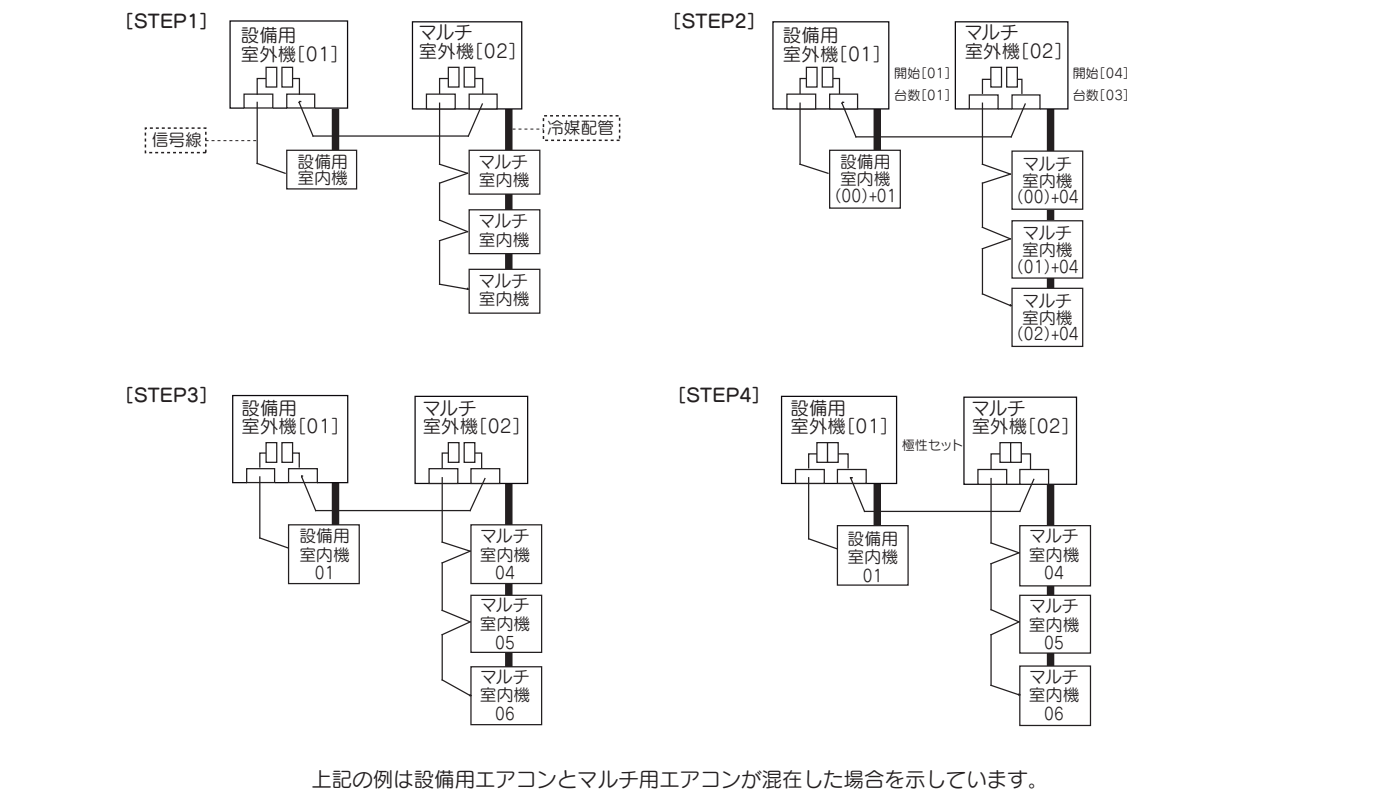 [STEP1]
設備用
室外機[01]
マルチ
室外機[02]
信号線
冷媒配管
設備用
室内機
マルチ
室内機
マルチ
室内機
マルチ
室内機
[STEP2]
設備用
室外機[01]
開始[01]
台数[01]
マルチ
室外機[02]
開始[04]
台数[03]
設備用
室内機
(00)+01
マルチ
室内機
(00)+04
マルチ
室内機
(01)+04
マルチ
室内機
(02)+04
[STEP3]
設備用
室外機[01]
マルチ
室外機[02]
設備用
室内機
01
マルチ
室内機
04
マルチ
室内機
05
マルチ
室内機
06
[STEP4]
設備用
室外機[01]
極性セット
マルチ
室外機[02]
設備用
室内機
01
マルチ
室内機
04
マルチ
室内機
05
マルチ
室内機
06
上記の例は設備用エアコンとマルチ用エアコンが混在した場合を示しています。